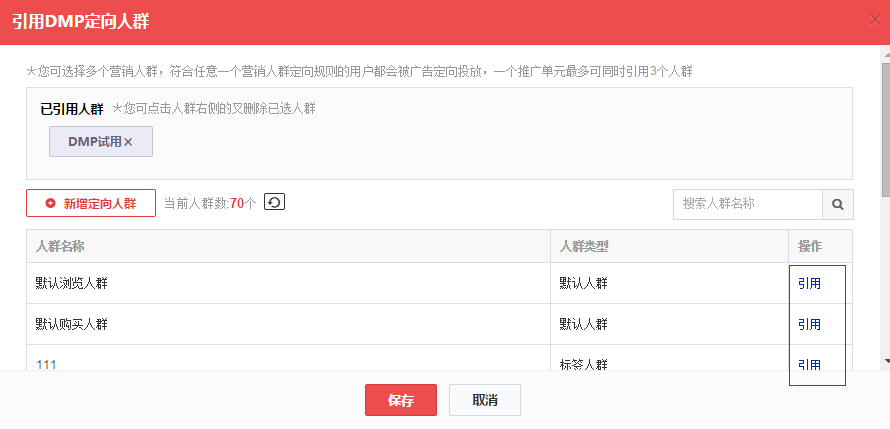 引用DMP定向人群
*您可选择多个营销人群，符合任意一个营销人群定向规则的用户都会被广告定向投放，一个推广单元最多可同时引用3个人群
已引用人群 *您可点击人群右侧的叉删除已选人群
DMP试用×
新增定向人群 当前人群数:70个 搜索人群名称
人群名称 人群类型 操作
默认浏览人群 默认人群 引用
默认购买人群 默认人群 引用
111 标签人群 引用
保存 取消